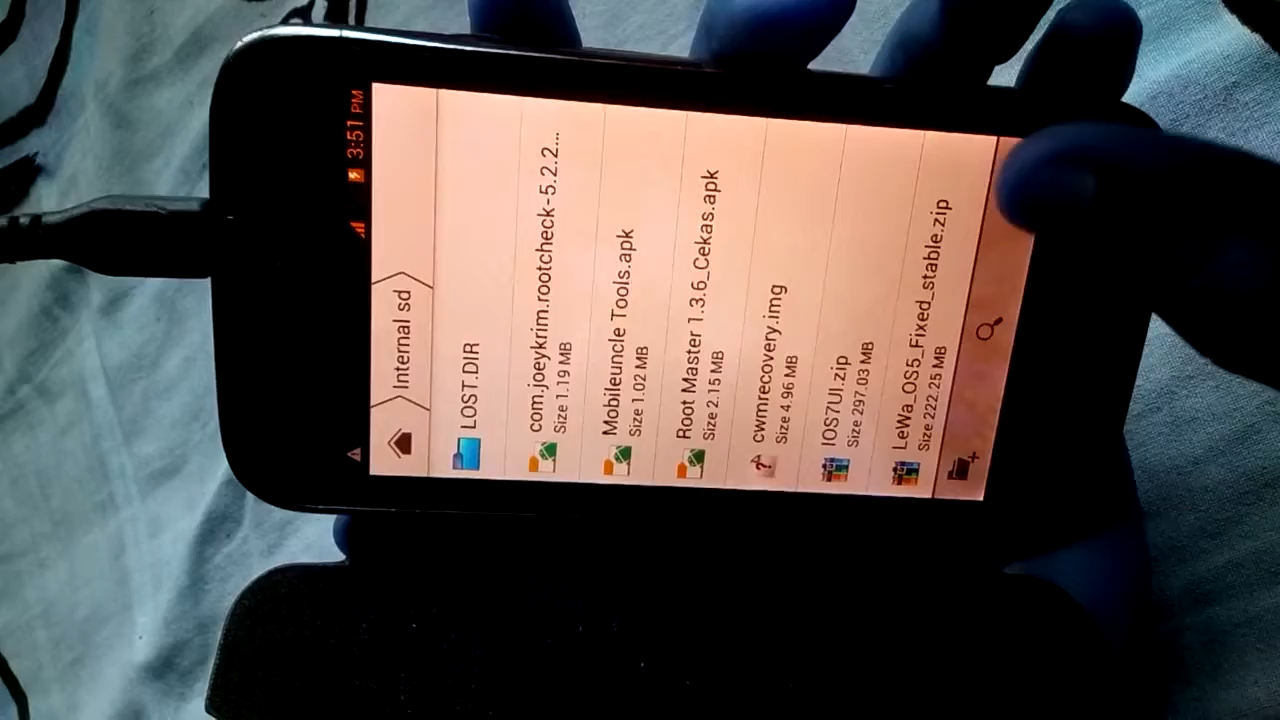 3:51 PM
Internal sd
LOST.DIR
com.joeykrim.rootcheck-5.2.2...
Size 1.19 MB
Mobileuncle Tools.apk
Size 1.02 MB
Root Master 1.3.6_Cekas.apk
Size 2.15 MB
cwmrecovery.img
Size 4.96 MB
IOS7UI.zip
Size 297.03 MB
LeWa_OS5_Fixed_stable.zip
Size 222.25 MB